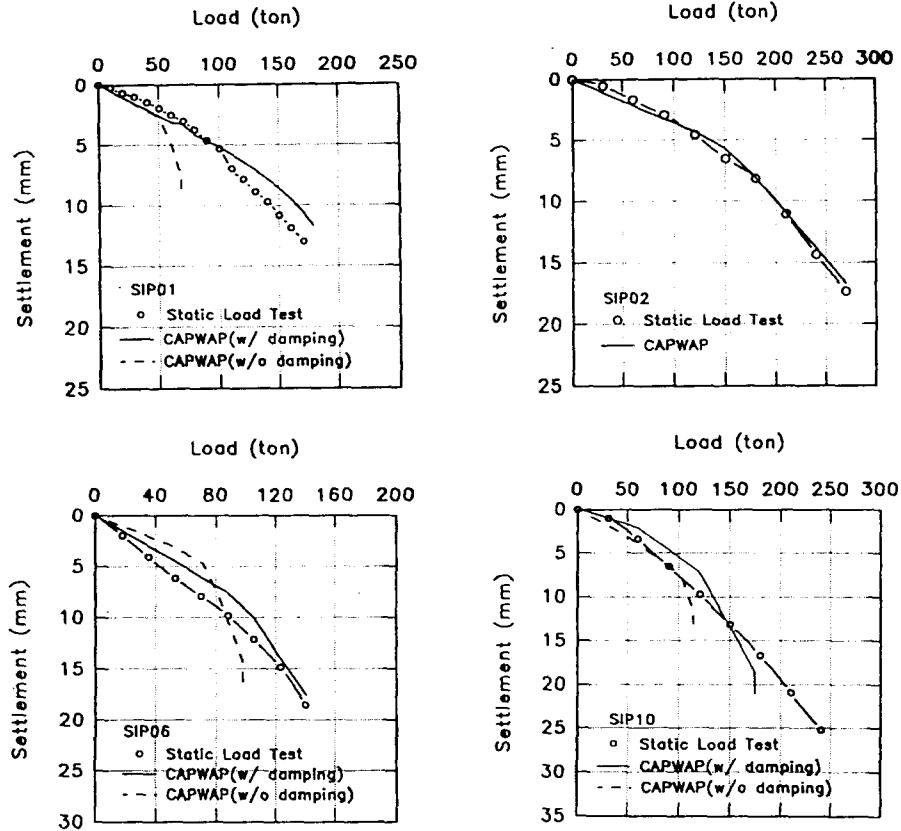 Load (ton)
0 50 100 150 200 250
0
5
10
15
20
25
Settlement (mm)
SIP01
Static Load Test
CAPWAP(w/ damping)
CAPWAP(w/o damping)
Load (ton)
0 50 100 150 200 250 300
0
5
10
15
20
25
Settlement (mm)
SIP02
Static Load Test
CAPWAP
Load (ton)
0 40 80 120 160 200
0
5
10
15
20
25
30
Settlement (mm)
SIP06
Static Load Test
CAPWAP(w/ damping)
CAPWAP(w/o damping)
Load (ton)
0 50 100 150 200 250 300
0
5
10
15
20
25
30
35
Settlement (mm)
SIP10
Static Load Test
CAPWAP(w/ damping)
CAPWAP(w/o damping)